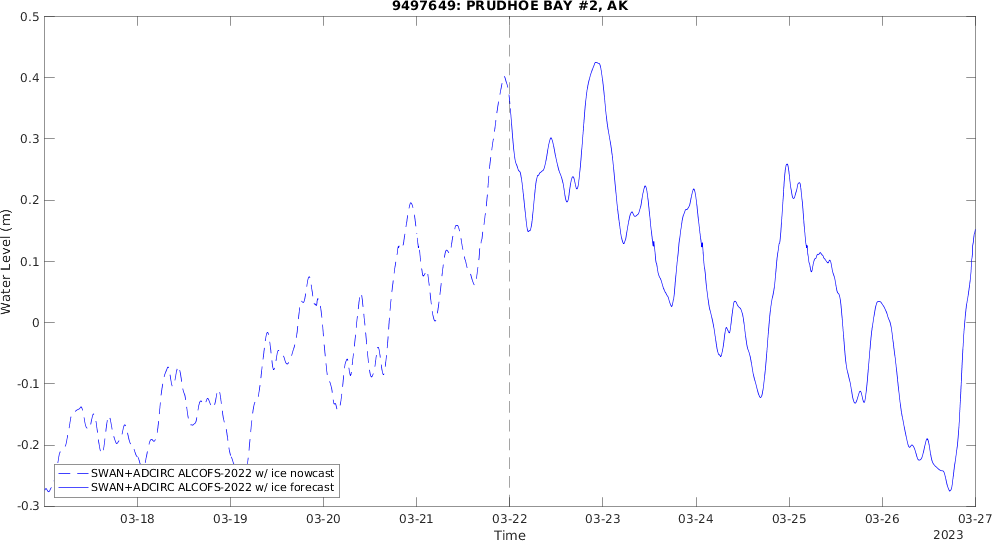 9497649: PRUDHOE BAY #2, AK
0.5
0.4
0.3
0.2
0.1
0
-0.1
-0.2
-0.3
Water Level (m)
SWAN+ADCIRC ALCOFS-2022 w/ ice nowcast
SWAN+ADCIRC ALCOFS-2022 w/ ice forecast
03-18 03-19 03-20 03-21 03-22 03-23 03-24 03-25 03-26 03-27
Time
2023